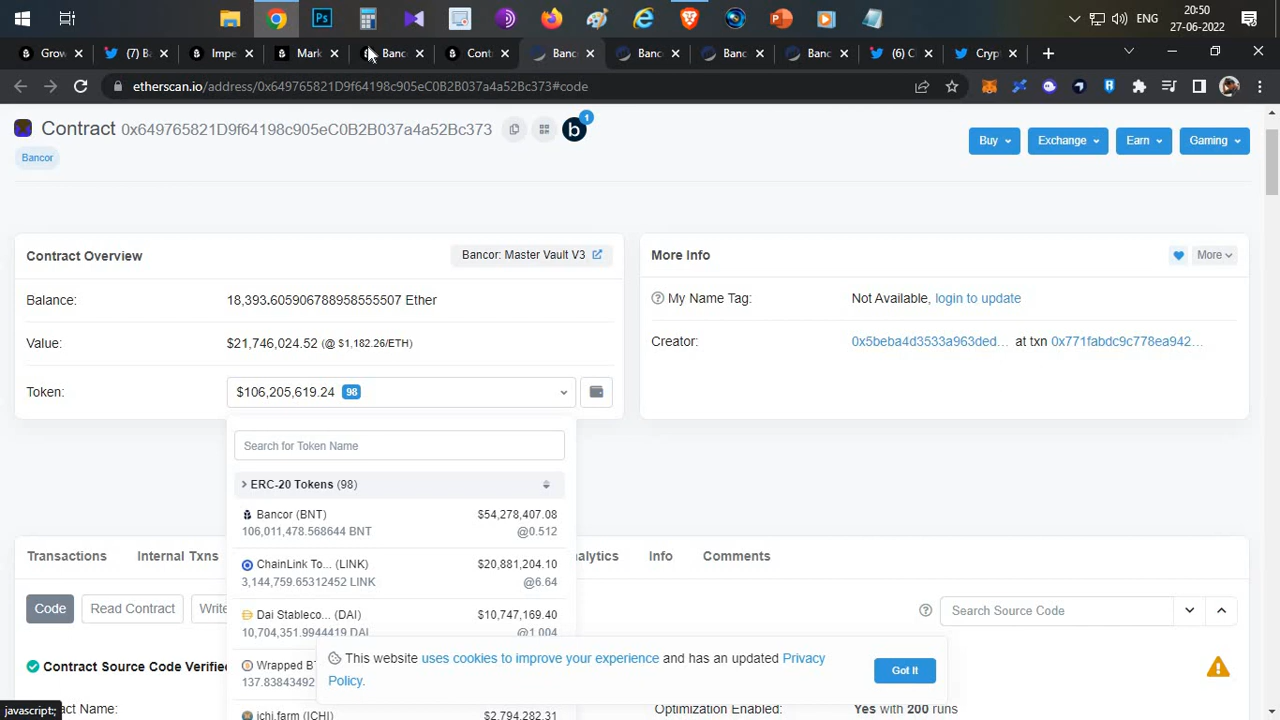 20:50
ENG
27-06-2022
Grow
(7) Ba
Impe
Mark
Banco
Cont
Banc
Banc
Banc
Banc
(6) C
Crypt
etherscan.io/address/0x649765821D9f64198c905eC0B2B037a4a52Bc373#code
Contract 0x649765821D9f64198c905eC0B2B037a4a52Bc373
b 1
Bancor
Buy
Exchange
Earn
Gaming
Contract Overview
Bancor: Master Vault V3
Balance: 18,393.605906788958555507 Ether
Value: $21,746,024.52 (@ $1,182.26/ETH)
Token: $106,205,619.24 98
Search for Token Name
ERC-20 Tokens (98)
Bancor (BNT) $54,278,407.08
106,011,478.568644 BNT @0.512
ChainLink To... (LINK) $20,881,204.10
3,144,759.65312452 LINK @6.64
Dai Stableco... (DAI) $10,747,169.40
10,704,351.9944419 DAI @1.004
Wrapped B
137.83843492
ichi.farm (ICHI) $2,794,282.31
More Info
More
My Name Tag: Not Available, login to update
Creator: 0x5beba4d3533a963ded... at txn 0x771fabdc9c778ea942...
Transactions
Internal Txns
alytics
Info
Comments
Code
Read Contract
Write
Search Source Code
Contract Source Code Verifie
This website uses cookies to improve your experience and has an updated Privacy
Policy.
Got It
Contract Name:
Optimization Enabled: Yes with 200 runs
javascript:;